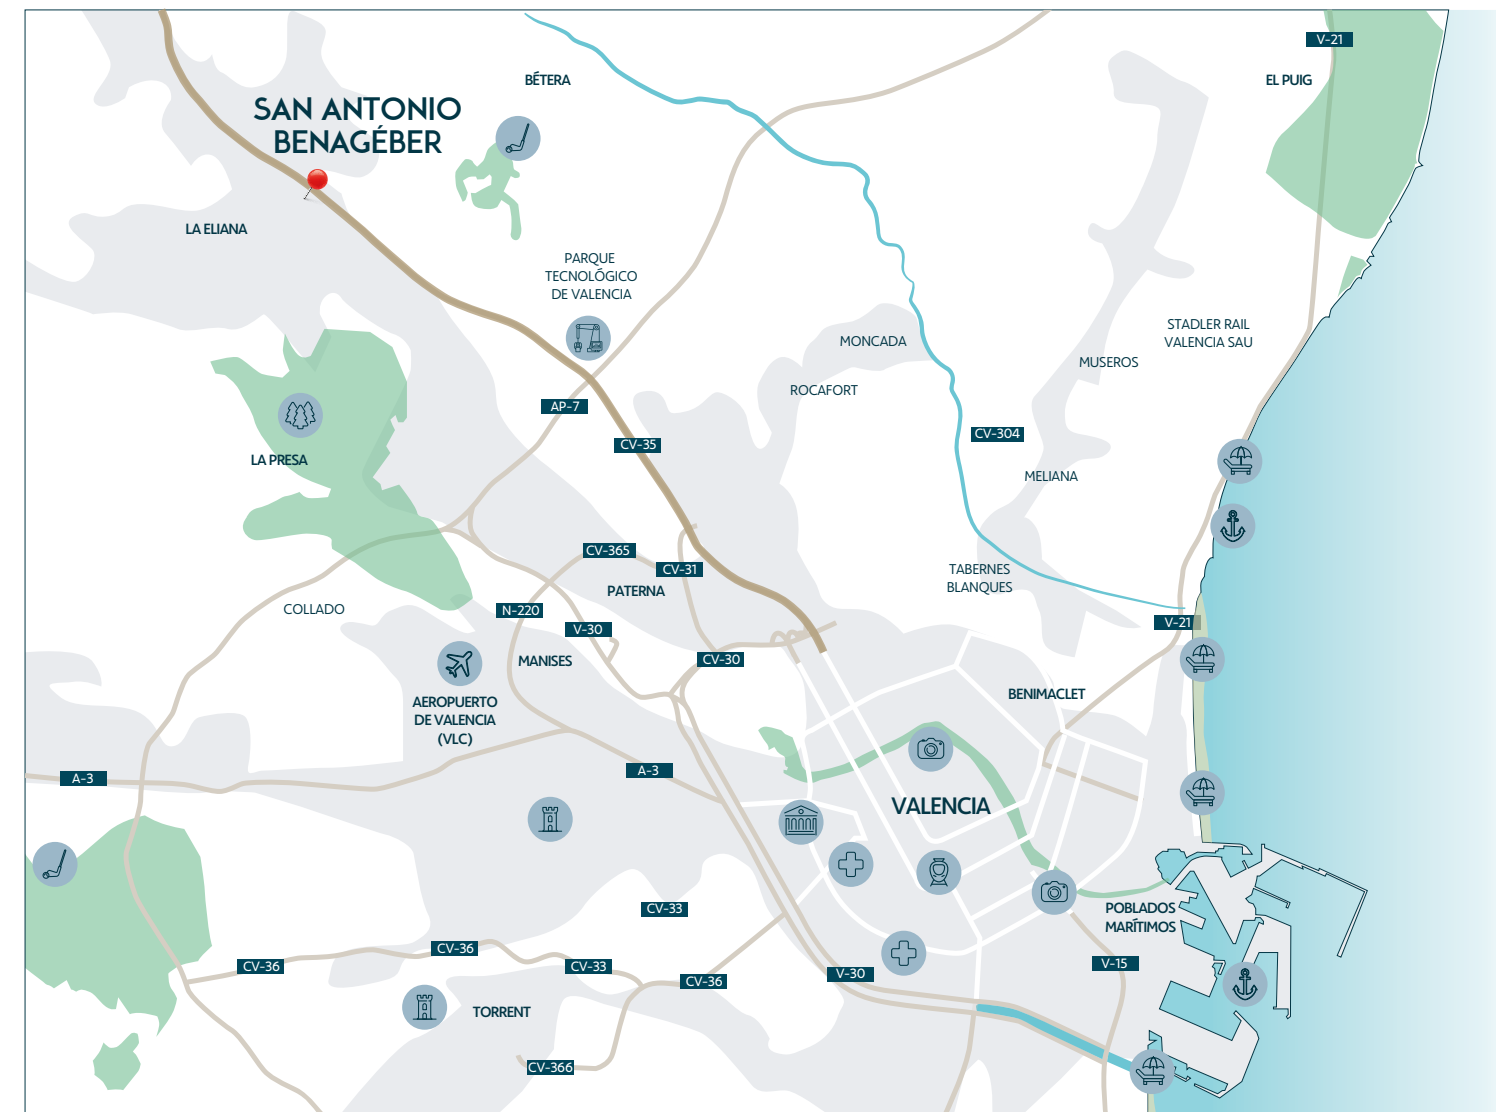 V-21
BÉTERA
EL PUIG
SAN ANTONIO
BENAGÉBER
LA ELIANA
PARQUE
TECNOLÓGICO
DE VALENCIA
STADLER RAIL
VALENCIA SAU
MONCADA
MUSEROS
ROCAFORT
AP-7
CV-35
CV-304
LA PRESA
MELIANA
CV-365
CV-31
TABERNES
BLANQUES
PATERNA
COLLADO
N-220
V-30
V-21
MANISES
CV-30
BENIMACLET
AEROPUERTO
DE VALENCIA
(VLC)
A-3
A-3
VALENCIA
CV-33
POBLADOS
MARÍTIMOS
CV-36
CV-36
CV-33
CV-36
V-30
V-15
TORRENT
CV-366